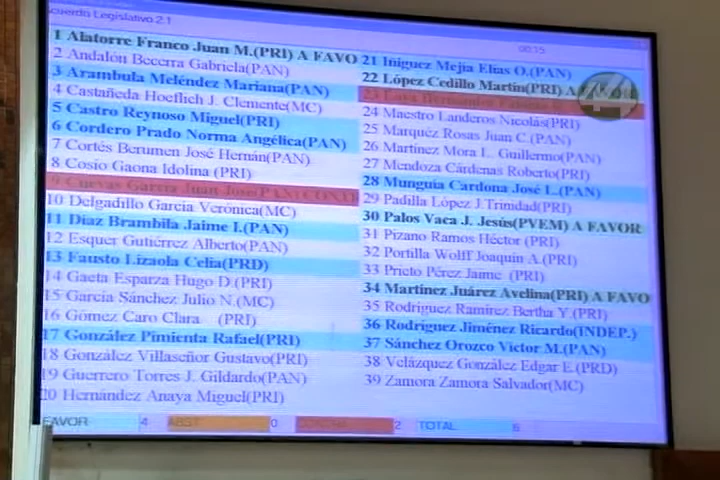 cuerdo Legislativo 2.1
00:15
1 Alatorre Franco Juan M.(PRI) A FAVO
2 Andalón Becerra Gabriela(PAN)
3 Arambula Meléndez Mariana(PAN)
4 Castañeda Hoeflich J. Clemente(MC)
5 Castro Reynoso Miguel(PRI)
6 Cordero Prado Norma Angélica(PAN)
7 Cortés Berumen José Hernán(PAN)
8 Cosio Gaona Idolina (PRI)
9 Cuevas García Juan José(PAN) CONT
10 Delgadillo García Verónica(MC)
11 Díaz Brambila Jaime I.(PAN)
12 Esquer Gutiérrez Alberto(PAN)
13 Fausto Lizaola Celia(PRD)
14 Gaeta Esparza Hugo D.(PRI)
15 García Sánchez Julio N.(MC)
16 Gómez Caro Clara (PRI)
17 González Pimienta Rafael(PRI)
18 González Villaseñor Gustavo(PRI)
19 Guerrero Torres J. Gildardo(PAN)
20 Hernández Anaya Miguel(PRI)
21 Iñiguez Mejía Elías O.(PAN)
22 López Cedillo Martín(PRI) A
23
24 Maestro Landeros Nicolás(PRI)
25 Marquéz Rosas Juan C.(PAN)
26 Martínez Mora L. Guillermo(PAN)
27 Mendoza Cárdenas Roberto(PRI)
28 Munguía Cardona José L.(PAN)
29 Padilla López J.Trinidad(PRI)
30 Palos Vaca J. Jesús(PVEM) A FAVOR
31 Pizano Ramos Héctor (PRI)
32 Portilla Wolff Joaquín A.(PRI)
33 Prieto Pérez Jaime (PRI)
34 Martínez Juárez Avelina(PRI) A FAVO
35 Rodríguez Ramírez Bertha Y.(PRI)
36 Rodríguez Jiménez Ricardo(INDEP.)
37 Sánchez Orozco Víctor M.(PAN)
38 Velázquez González Edgar E.(PRD)
39 Zamora Zamora Salvador(MC)
FAVOR 4 ABST 0 2 TOTAL 6
44